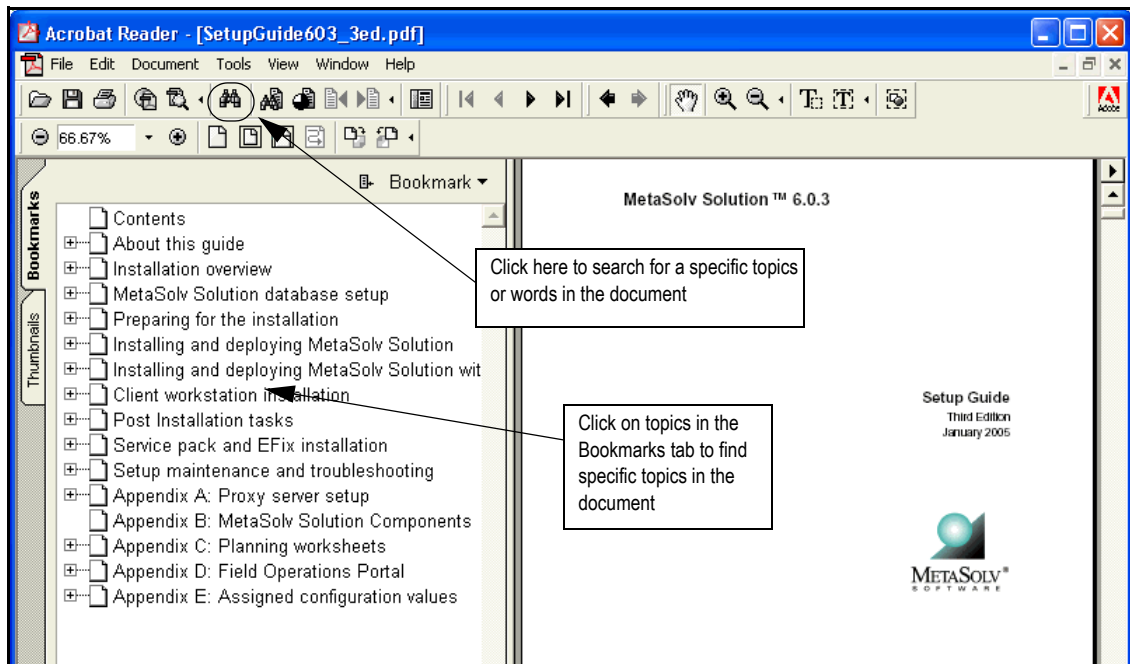 Acrobat Reader - [SetupGuide603_3ed.pdf]
File Edit Document Tools View Window Help
Adobe
66.67%
Bookmarks
Thumbnails
Bookmark
Contents
About this guide
Installation overview
MetaSolv Solution database setup
Preparing for the installation
Installing and deploying MetaSolv Solution
Installing and deploying MetaSolv Solution wit
Client workstation installation
Post Installation tasks
Service pack and EFix installation
Setup maintenance and troubleshooting
Appendix A: Proxy server setup
Appendix B: MetaSolv Solution Components
Appendix C: Planning worksheets
Appendix D: Field Operations Portal
Appendix E: Assigned configuration values
Click here to search for a specific topics
or words in the document
Click on topics in the
Bookmarks tab to find
specific topics in the
document
MetaSolv Solution ™ 6.0.3
Setup Guide
Third Edition
January 2005
METASOLV®
SOFTWARE